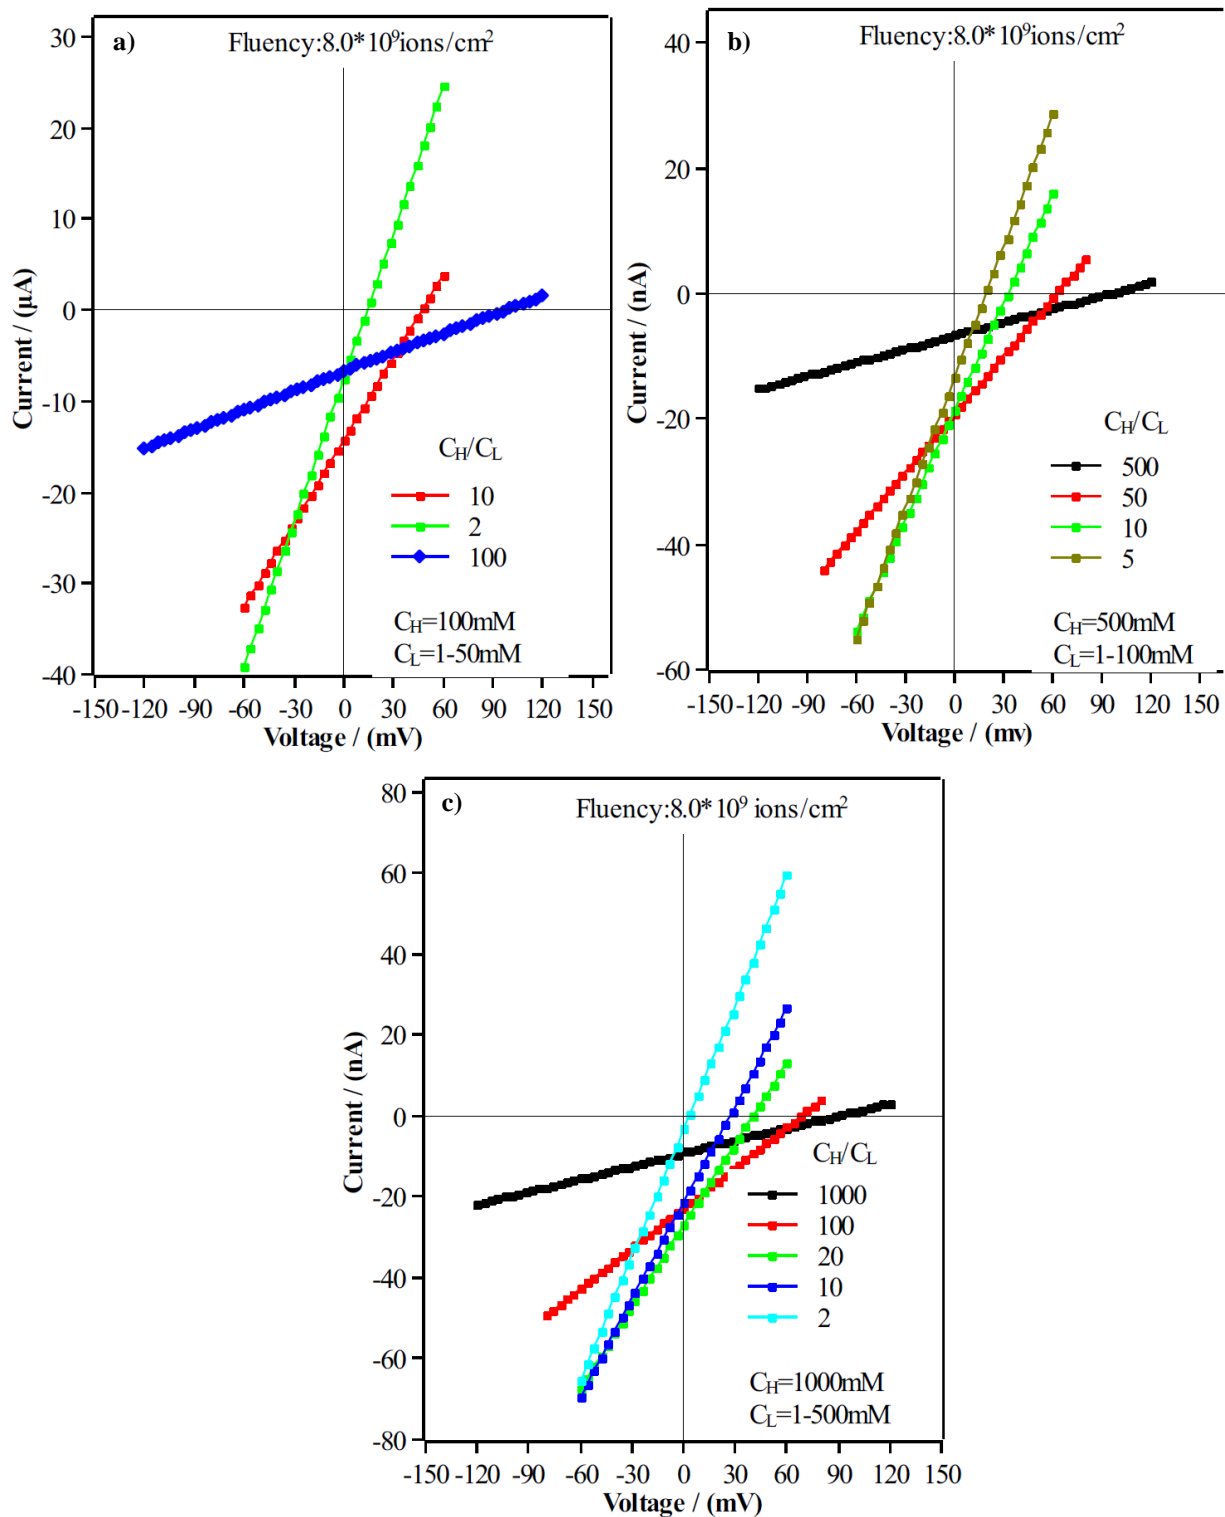 a)
Fluency:8.0*10⁹ions/cm²
30
20
10
0
-10
-20
-30
-40
Current / (μA)
C_H/C_L
10
2
100
C_H=100mM
C_L=1-50mM
-150 -120 -90 -60 -30 0 30 60 90 120 150
Voltage / (mV)
b)
Fluency:8.0*10⁹ions/cm²
40
20
0
-20
-40
-60
Current / (nA)
C_H/C_L
500
50
10
5
C_H=500mM
C_L=1-100mM
-150 -120 -90 -60 -30 0 30 60 90 120 150
Voltage / (mv)
c)
Fluency:8.0*10⁹ ions/cm²
80
60
40
20
0
-20
-40
-60
-80
Current / (nA)
C_H/C_L
1000
100
20
10
2
C_H=1000mM
C_L=1-500mM
-150 -120 -90 -60 -30 0 30 60 90 120 150
Voltage / (mV)